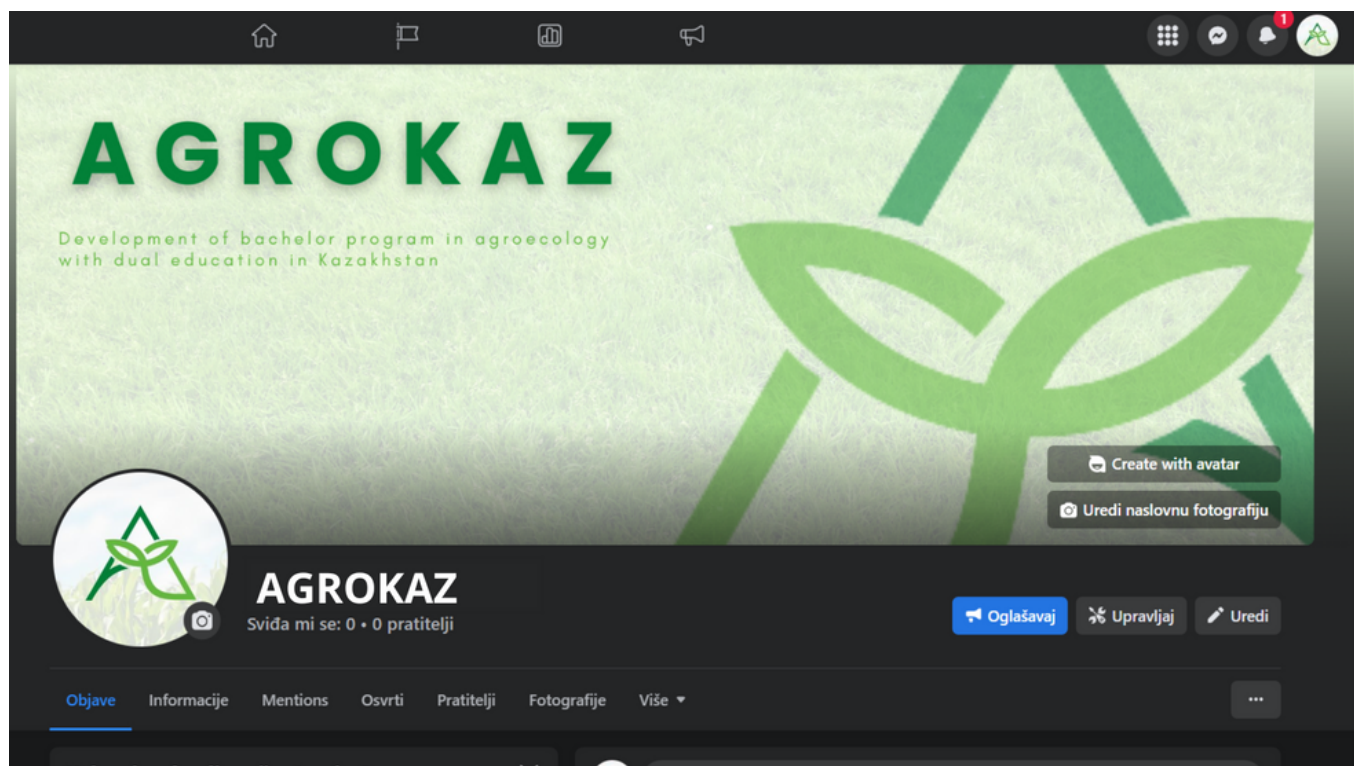 1
AGROKAZ
Development of bachelor program in agroecology
with dual education in Kazakhstan
Create with avatar
Uredi naslovnu fotografiju
AGROKAZ
Sviđa mi se: 0 • 0 pratitelji
Oglašavaj
Upravljaj
Uredi
Objave Informacije Mentions Osvrti Pratitelji Fotografije Više